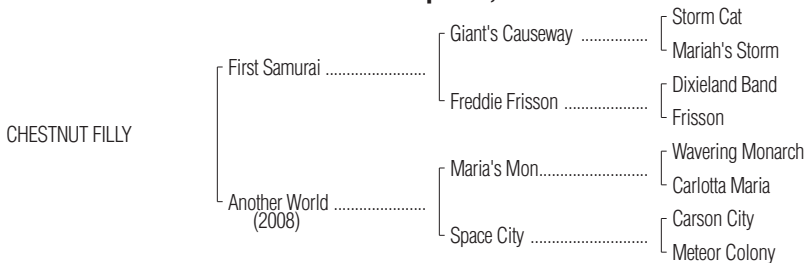 Storm Cat
Giant's Causeway ................
Mariah's Storm
First Samurai ........................
Dixieland Band
Freddie Frisson ....................
Frisson
CHESTNUT FILLY
Wavering Monarch
Maria's Mon..........................
Carlotta Maria
Another World ......................
(2008)
Carson City
Space City ............................
Meteor Colony